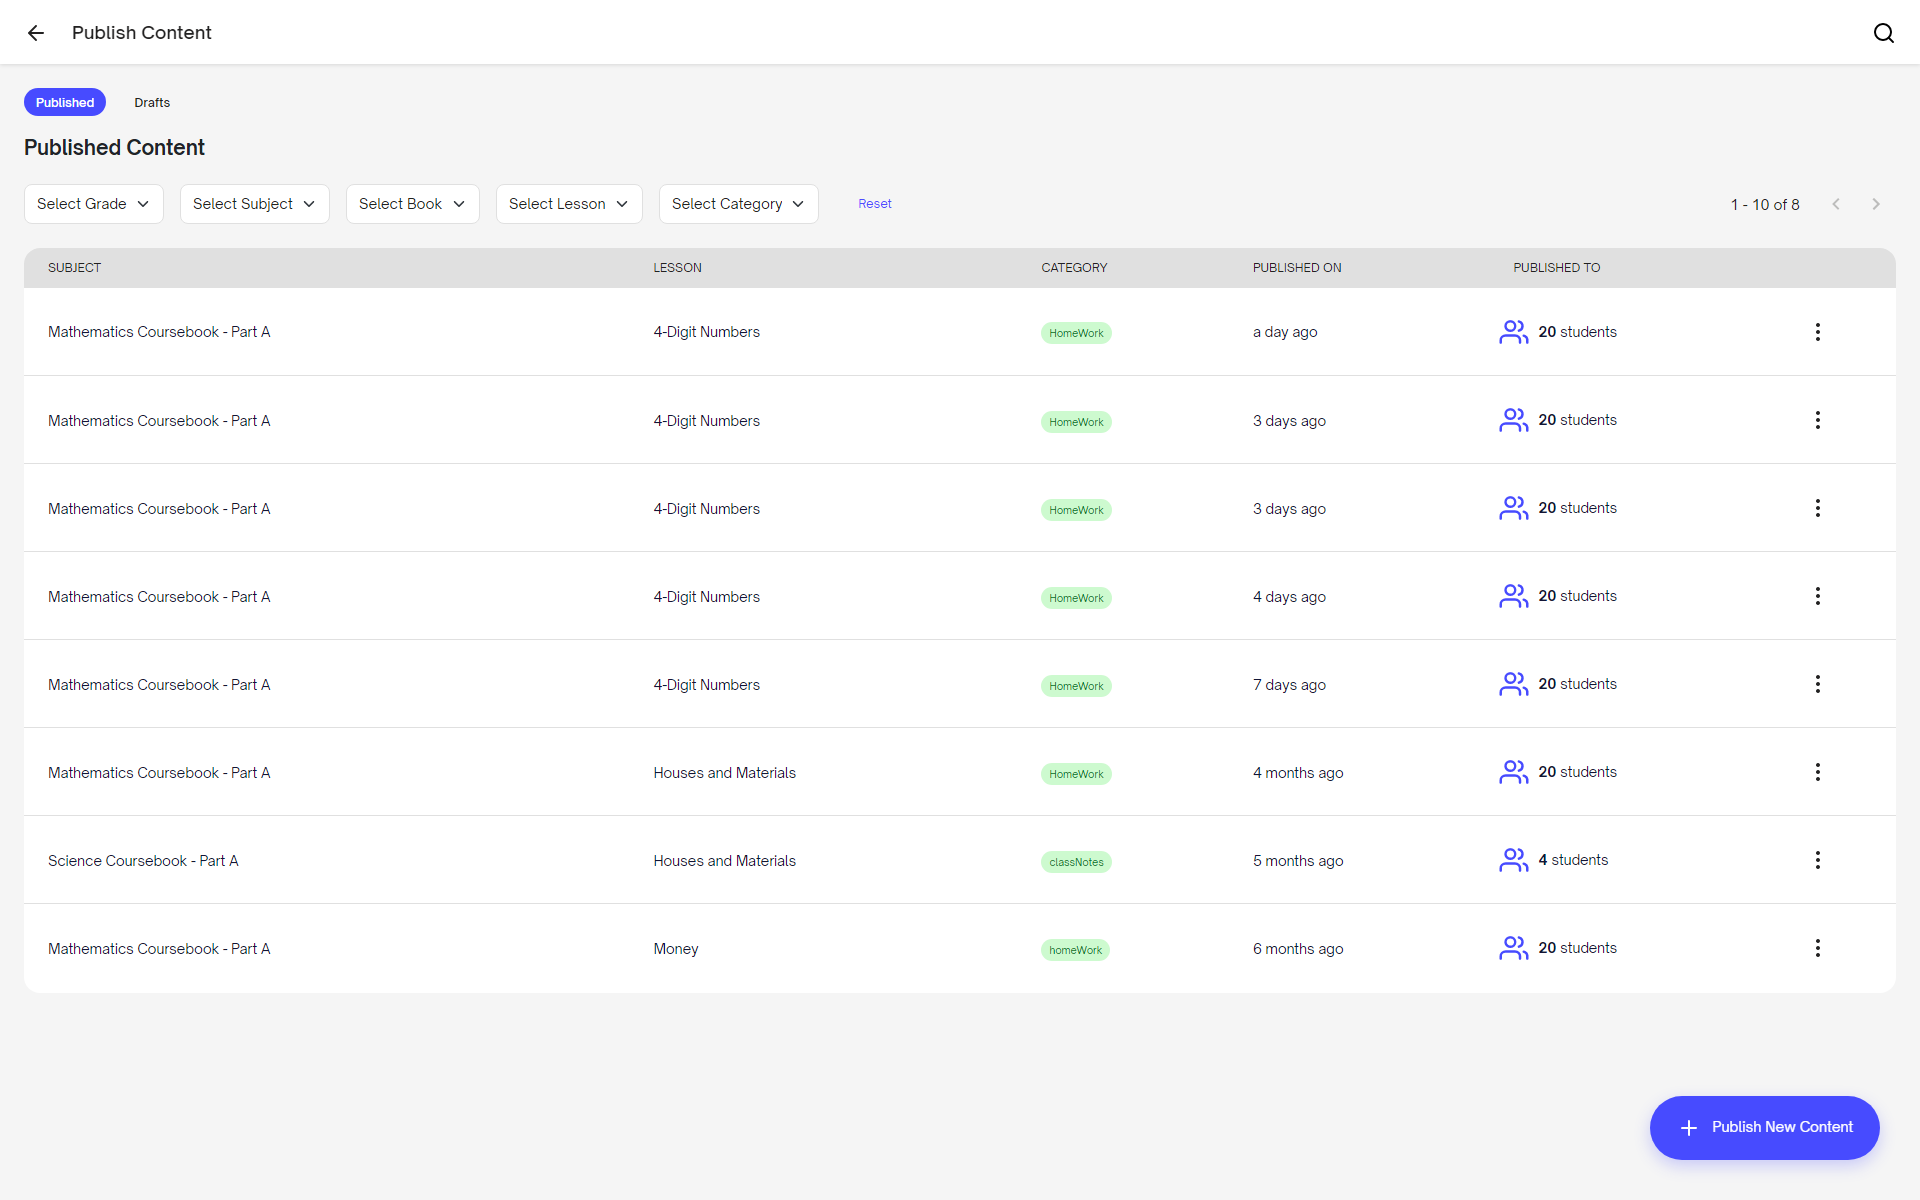 Publish Content
Published Drafts
Published Content
Select Grade Select Subject Select Book Select Lesson Select Category Reset 1 - 10 of 8
SUBJECT LESSON CATEGORY PUBLISHED ON PUBLISHED TO
Mathematics Coursebook - Part A 4-Digit Numbers HomeWork a day ago 20 students
Mathematics Coursebook - Part A 4-Digit Numbers HomeWork 3 days ago 20 students
Mathematics Coursebook - Part A 4-Digit Numbers HomeWork 3 days ago 20 students
Mathematics Coursebook - Part A 4-Digit Numbers HomeWork 4 days ago 20 students
Mathematics Coursebook - Part A 4-Digit Numbers HomeWork 7 days ago 20 students
Mathematics Coursebook - Part A Houses and Materials HomeWork 4 months ago 20 students
Science Coursebook - Part A Houses and Materials classNotes 5 months ago 4 students
Mathematics Coursebook - Part A Money homeWork 6 months ago 20 students
Publish New Content